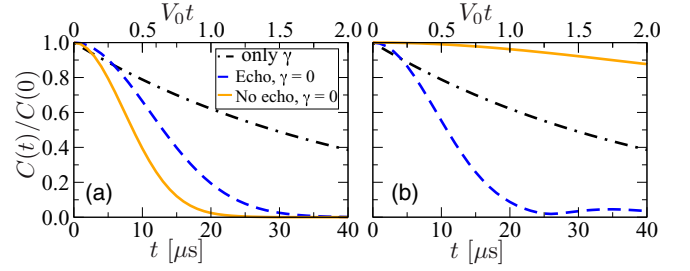 V₀t
V₀t
0 0.5 1.0 1.5 2.0
0 0.5 1.0 1.5 2.0
1.0
0.8
0.6
0.4
0.2
0.0
C(t)/C(0)
only γ
Echo, γ = 0
No echo, γ = 0
(a)
(b)
0 10 20 30 40
0 10 20 30 40
t [μs]
t [μs]